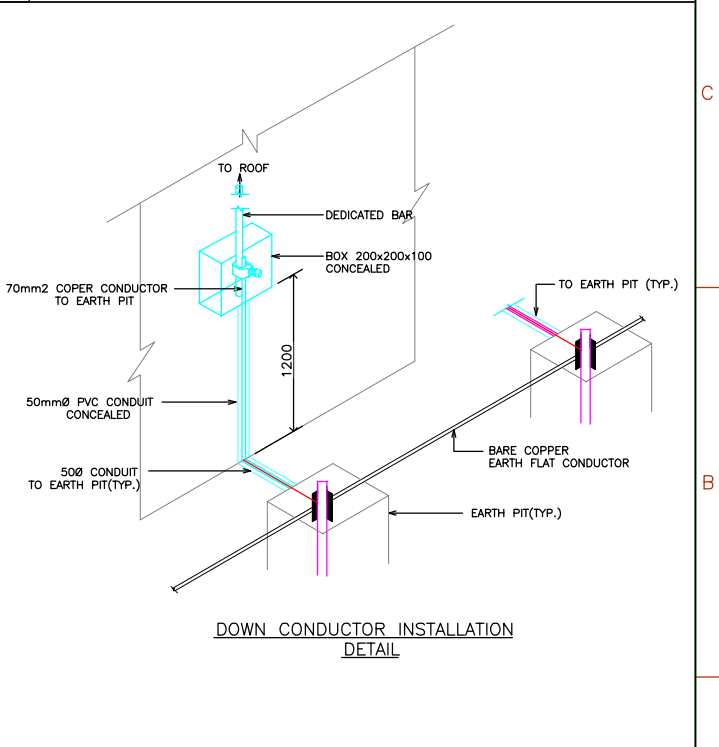 C
TO ROOF
DEDICATED BAR
BOX 200x200x100
CONCEALED
70mm2 COPER CONDUCTOR
TO EARTH PIT
TO EARTH PIT (TYP.)
1200
50mmØ PVC CONDUIT
CONCEALED
BARE COPPER
EARTH FLAT CONDUCTOR
50Ø CONDUIT
TO EARTH PIT(TYP.)
B
EARTH PIT(TYP.)
DOWN CONDUCTOR INSTALLATION
DETAIL